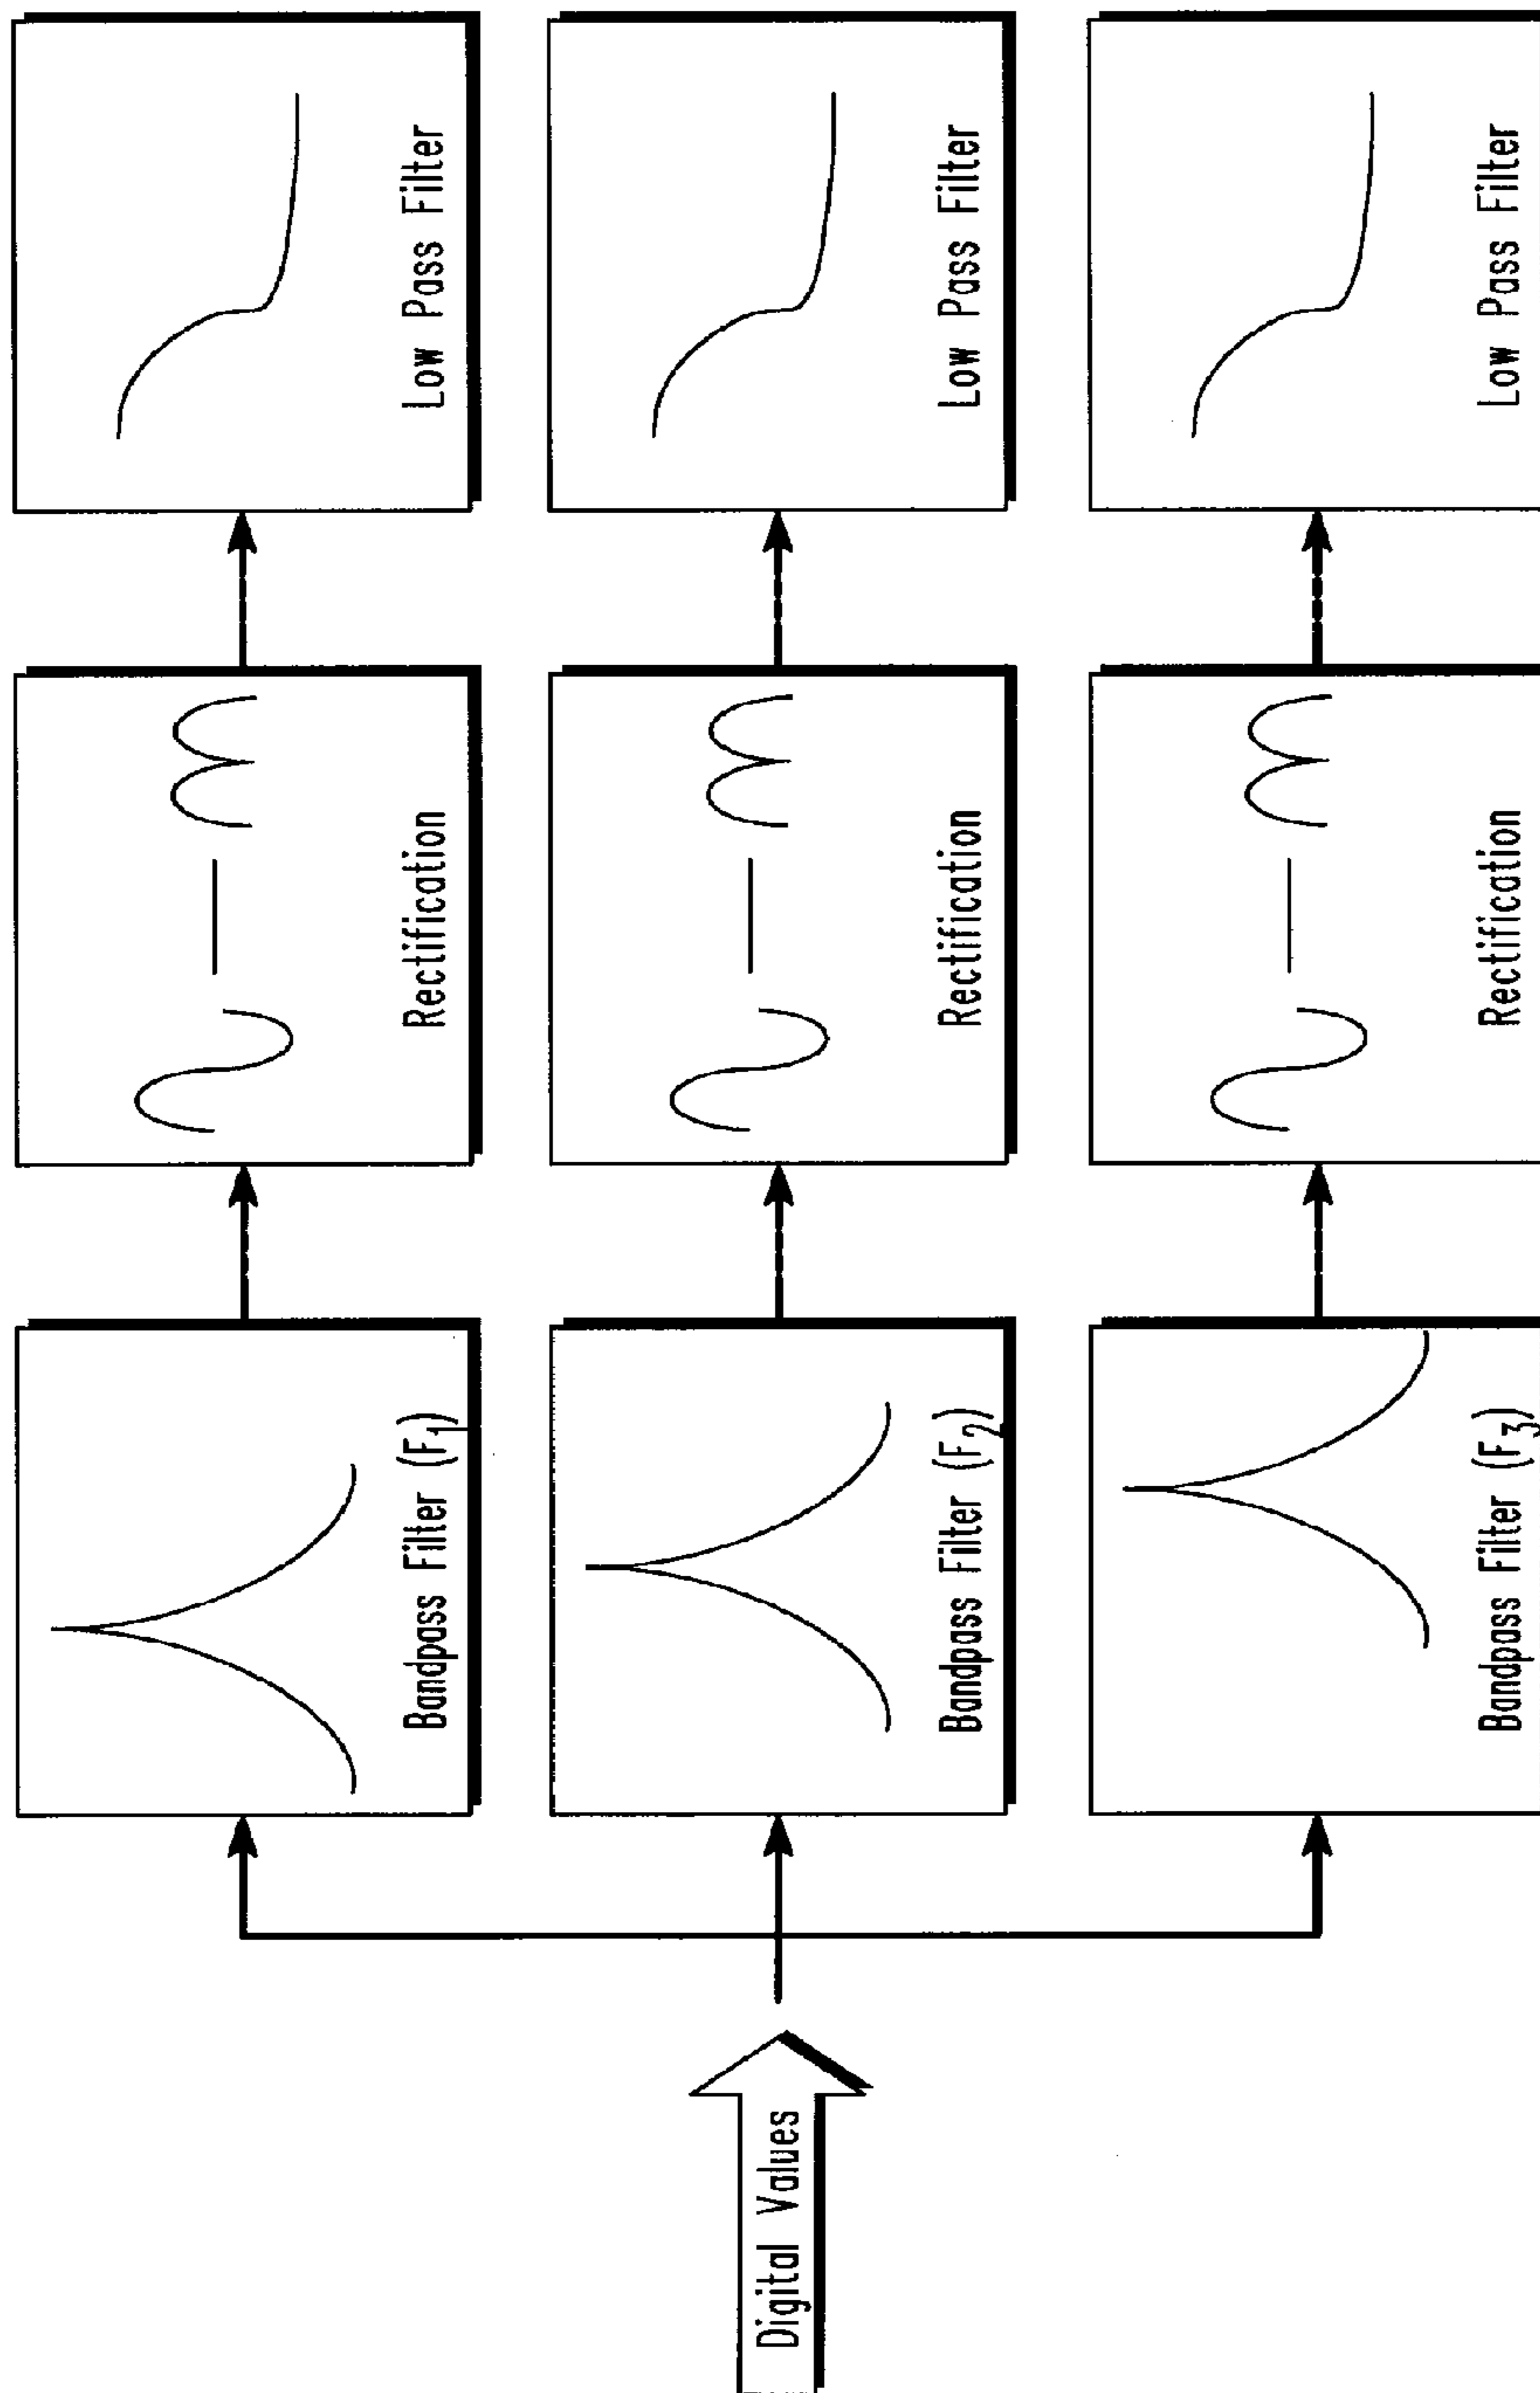 Digital Values
Bandpass Filter (F1)
Rectification
Low Pass Filter
Bandpass Filter (F2)
Rectification
Low Pass Filter
Bandpass Filter (F3)
Rectification
Low Pass Filter